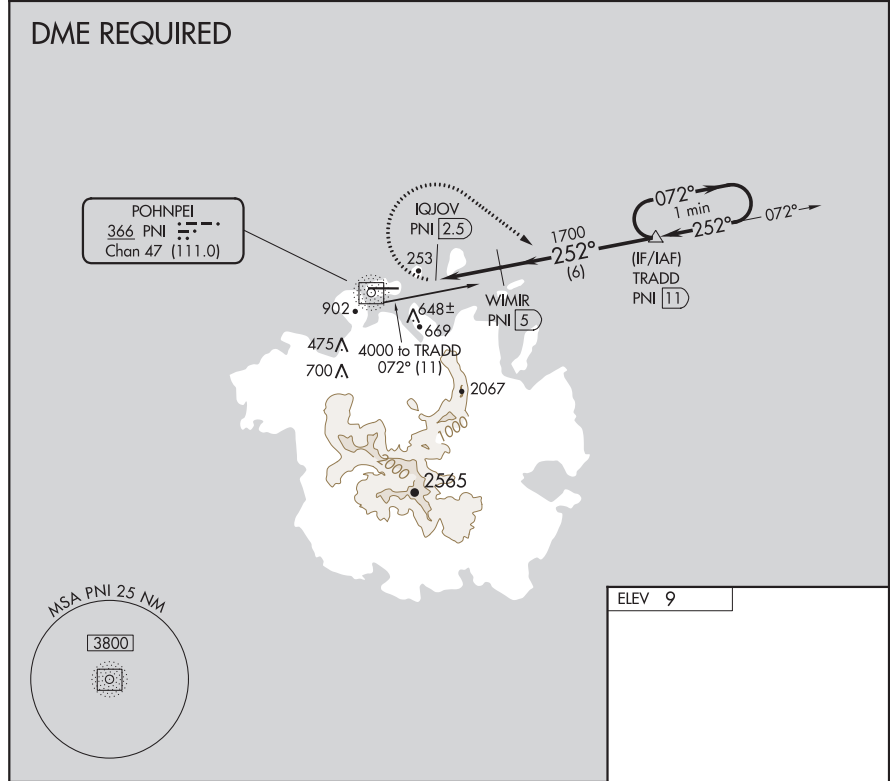 DME REQUIRED
POHNPEI
366 PNI
Chan 47 (111.0)
IQJOV
PNI 2.5
253
1700
252°
(6)
072°
1 min
252°
072°
(IF/IAF)
TRADD
PNI 11
WIMIR
PNI 5
902
648±
669
475
4000 to TRADD
072° (11)
700
2067
1000
2000
2565
MSA PNI 25 NM
3800
ELEV 9